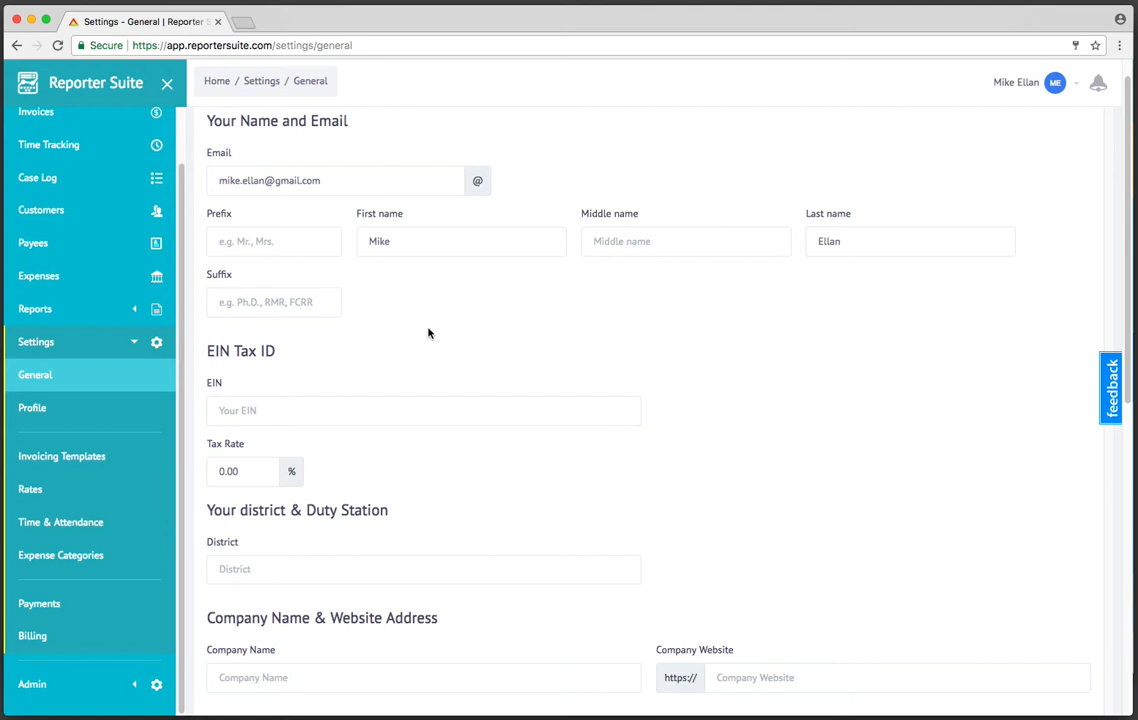 Settings - General | Reporter S
Secure https://app.reportersuite.com/settings/general
Reporter Suite
Home / Settings / General
Mike Ellan ME
Invoices
Time Tracking
Case Log
Customers
Payees
Expenses
Reports
Settings
General
Profile
Invoicing Templates
Rates
Time & Attendance
Expense Categories
Payments
Billing
Admin
Your Name and Email
Email
mike.ellan@gmail.com @
Prefix First name Middle name Last name
e.g. Mr., Mrs. Mike Middle name Ellan
Suffix
e.g. Ph.D., RMR, FCRR
EIN Tax ID
EIN
Your EIN
Tax Rate
0.00 %
Your district & Duty Station
District
District
Company Name & Website Address
Company Name Company Website
Company Name https:// Company Website
feedback